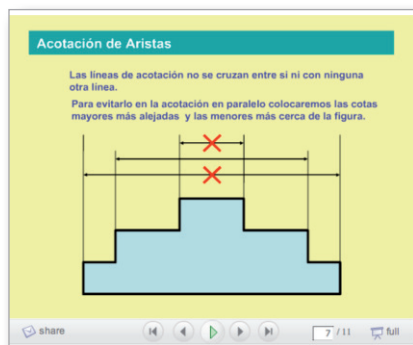 Acotación de Aristas
Las líneas de acotación no se cruzan entre si ni con ninguna
otra línea.
Para evitarlo en la acotación en paralelo colocaremos las cotas
mayores más alejadas y las menores más cerca de la figura.
share
7 / 11
full